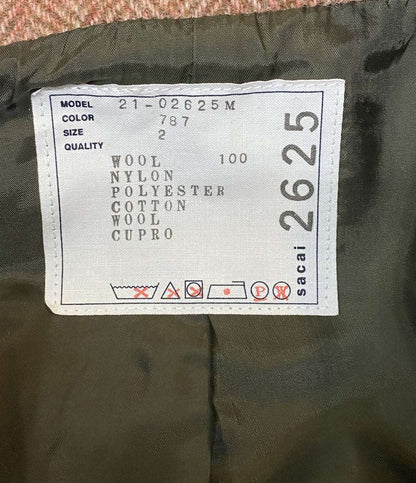 MODEL 21-02625M
COLOR 787
SIZE 2
QUALITY
WOOL 100
NYLON
POLYESTER
COTTON
WOOL
CUPRO
P W
sacai 2625